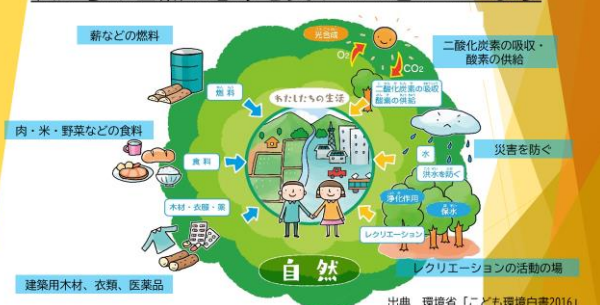 薪などの燃料
光合成
O₂
CO₂
二酸化炭素の吸収・
酸素の供給
燃料
わたしたちの生活
二酸化炭素の吸収
酸素の供給
肉・米・野菜などの食料
食料
水
洪水を防ぐ
災害を防ぐ
木材・衣服・薬
浄化作用
保水
レクリエーション
自然
レクリエーションの活動の場
建築用木材、衣類、医薬品
出典 環境省「こども環境白書2016」